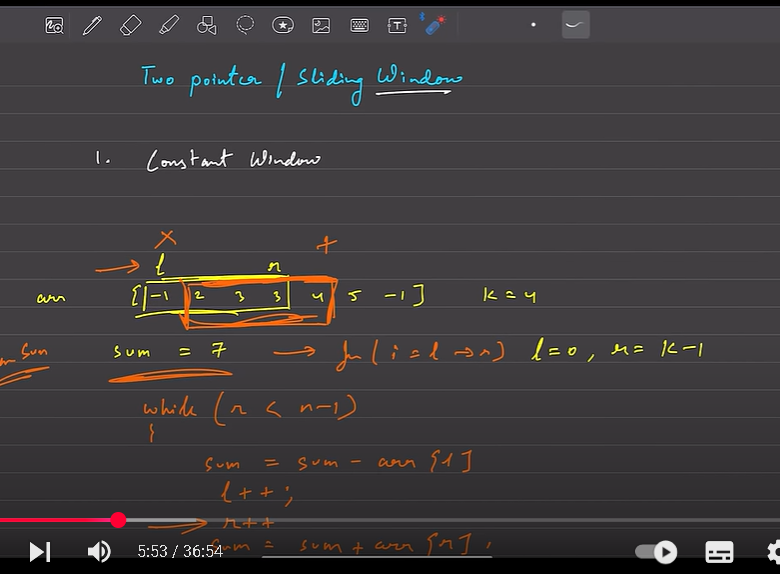 Two pointer / Sliding Window
1. Constant Window
l r
arr [ -1 2 3 3 4 5 -1 ] K = 4
sum sum = 7 → for ( i = l → r ) l = 0 , r = K - 1
while ( r < n - 1 )
{
sum = sum - arr [l]
l++ ;
→ r++
sum = sum + arr [r] ;
5:53 / 36:54